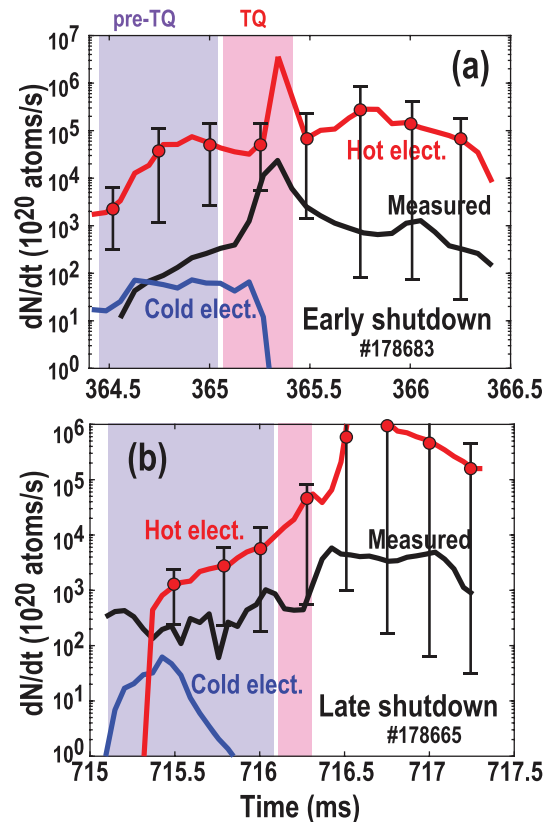 pre-TQ TQ
10^7
(a)
10^6
10^5
Hot elect.
10^4
Measured
10^3
10^2
Cold elect.
10^1
Early shutdown
#178683
10^0
dN/dt (10^20 atoms/s)
364.5 365 365.5 366 366.5
10^6
(b)
10^5
Hot elect.
10^4
Measured
10^3
10^2
Cold elect.
Late shutdown
10^1
#178665
10^0
dN/dt (10^20 atoms/s)
715 715.5 716 716.5 717 717.5
Time (ms)